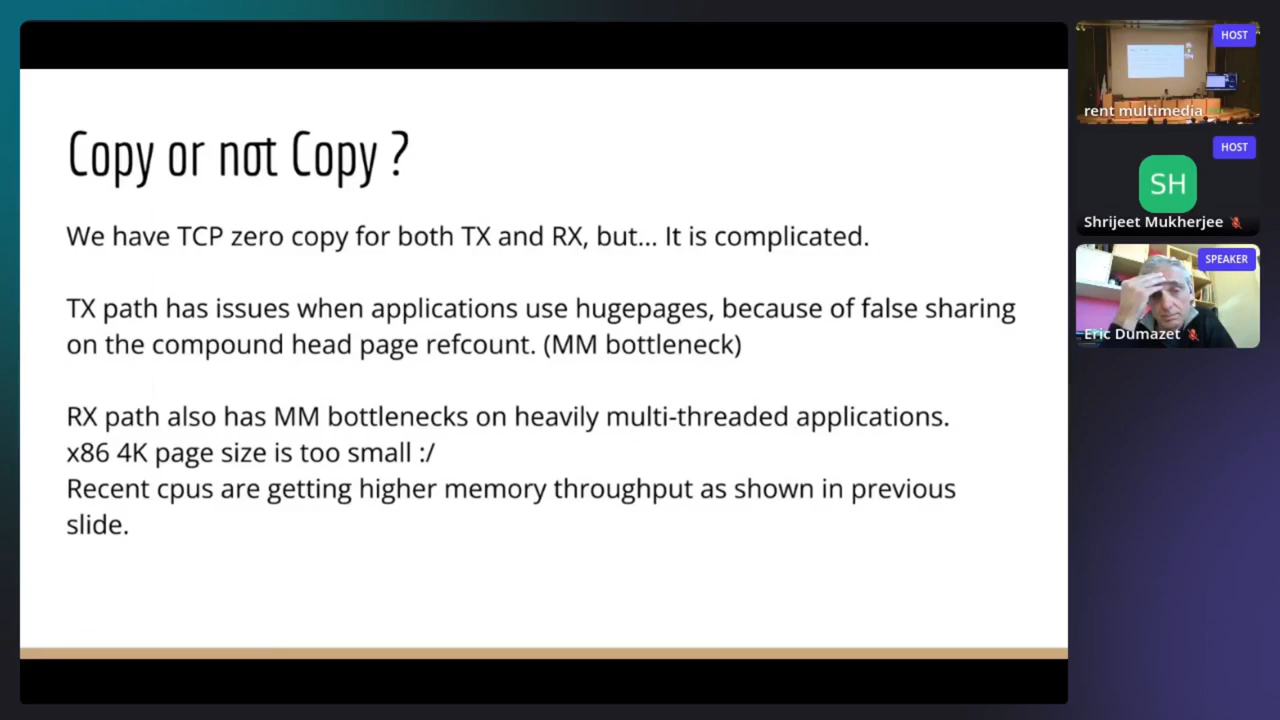 Copy or not Copy ?
We have TCP zero copy for both TX and RX, but... It is complicated.
TX path has issues when applications use hugepages, because of false sharing
on the compound head page refcount. (MM bottleneck)
RX path also has MM bottlenecks on heavily multi-threaded applications.
x86 4K page size is too small :/
Recent cpus are getting higher memory throughput as shown in previous
slide.
HOST
rent multimedia
HOST
SH
Shrijeet Mukherjee
SPEAKER
Eric Dumazet